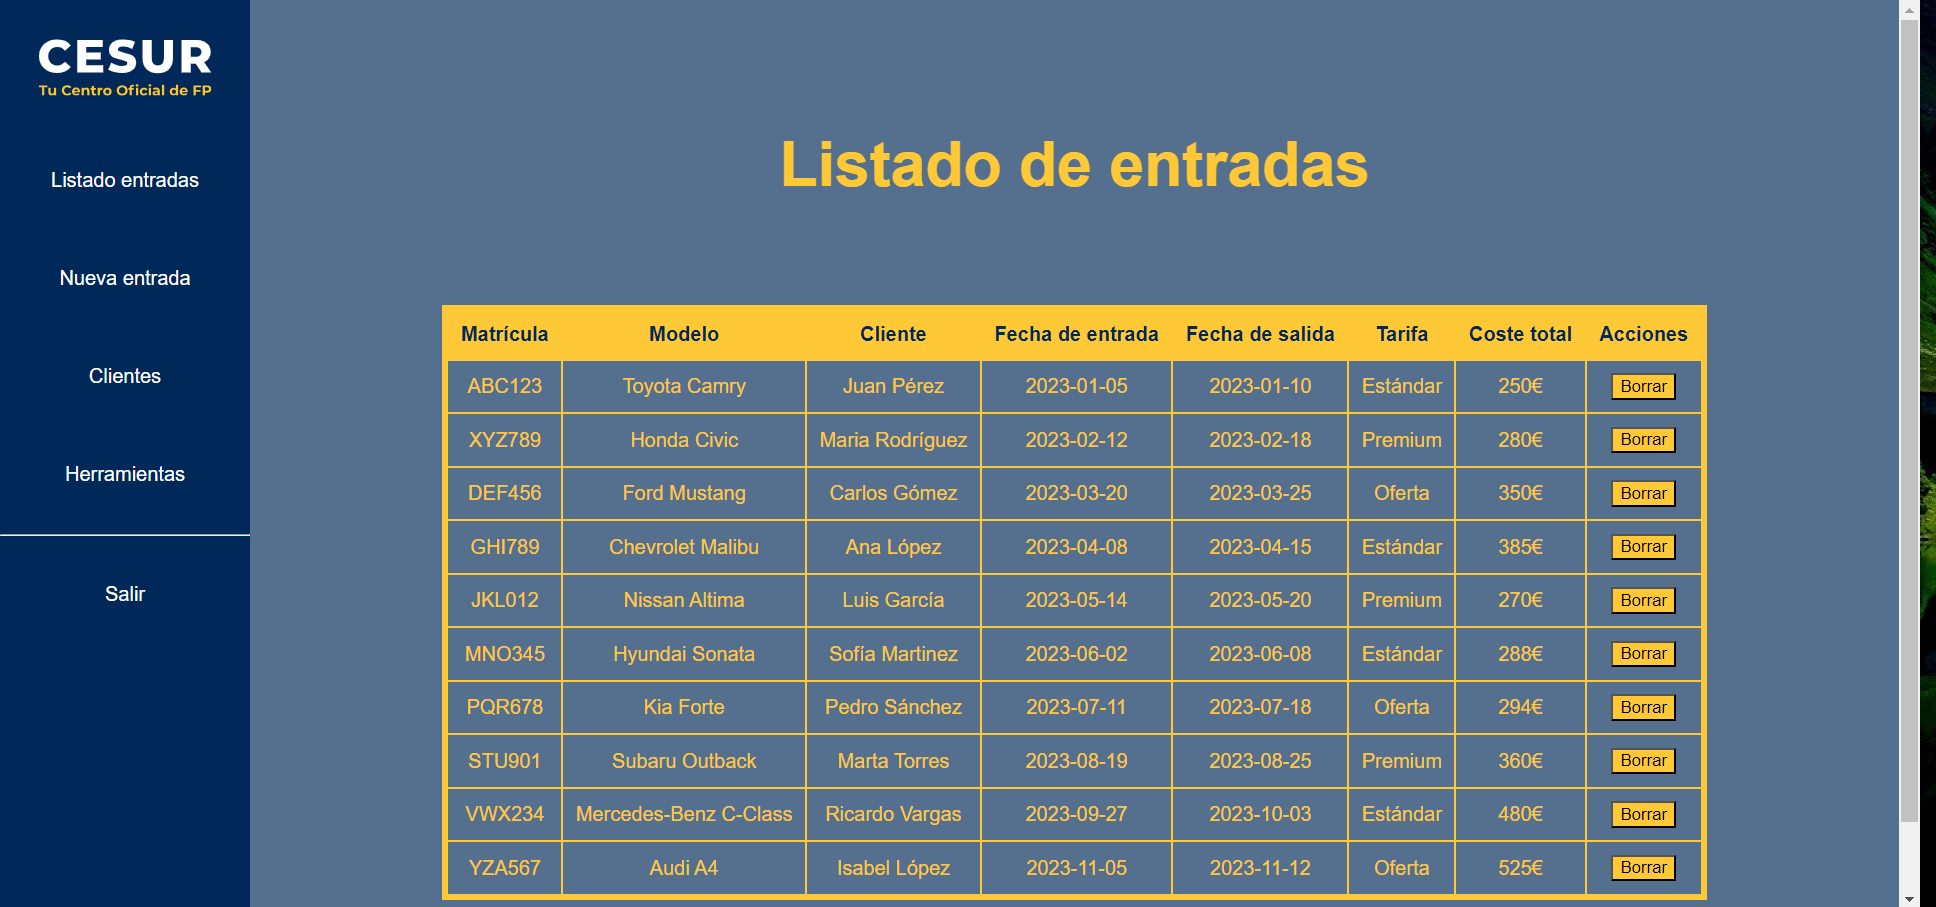 CESUR
Tu Centro Oficial de FP
Listado entradas
Nueva entrada
Clientes
Herramientas
Salir
Listado de entradas
Matrícula Modelo Cliente Fecha de entrada Fecha de salida Tarifa Coste total Acciones
ABC123 Toyota Camry Juan Pérez 2023-01-05 2023-01-10 Estándar 250€ Borrar
XYZ789 Honda Civic Maria Rodríguez 2023-02-12 2023-02-18 Premium 280€ Borrar
DEF456 Ford Mustang Carlos Gómez 2023-03-20 2023-03-25 Oferta 350€ Borrar
GHI789 Chevrolet Malibu Ana López 2023-04-08 2023-04-15 Estándar 385€ Borrar
JKL012 Nissan Altima Luis García 2023-05-14 2023-05-20 Premium 270€ Borrar
MNO345 Hyundai Sonata Sofía Martinez 2023-06-02 2023-06-08 Estándar 288€ Borrar
PQR678 Kia Forte Pedro Sánchez 2023-07-11 2023-07-18 Oferta 294€ Borrar
STU901 Subaru Outback Marta Torres 2023-08-19 2023-08-25 Premium 360€ Borrar
VWX234 Mercedes-Benz C-Class Ricardo Vargas 2023-09-27 2023-10-03 Estándar 480€ Borrar
YZA567 Audi A4 Isabel López 2023-11-05 2023-11-12 Oferta 525€ Borrar